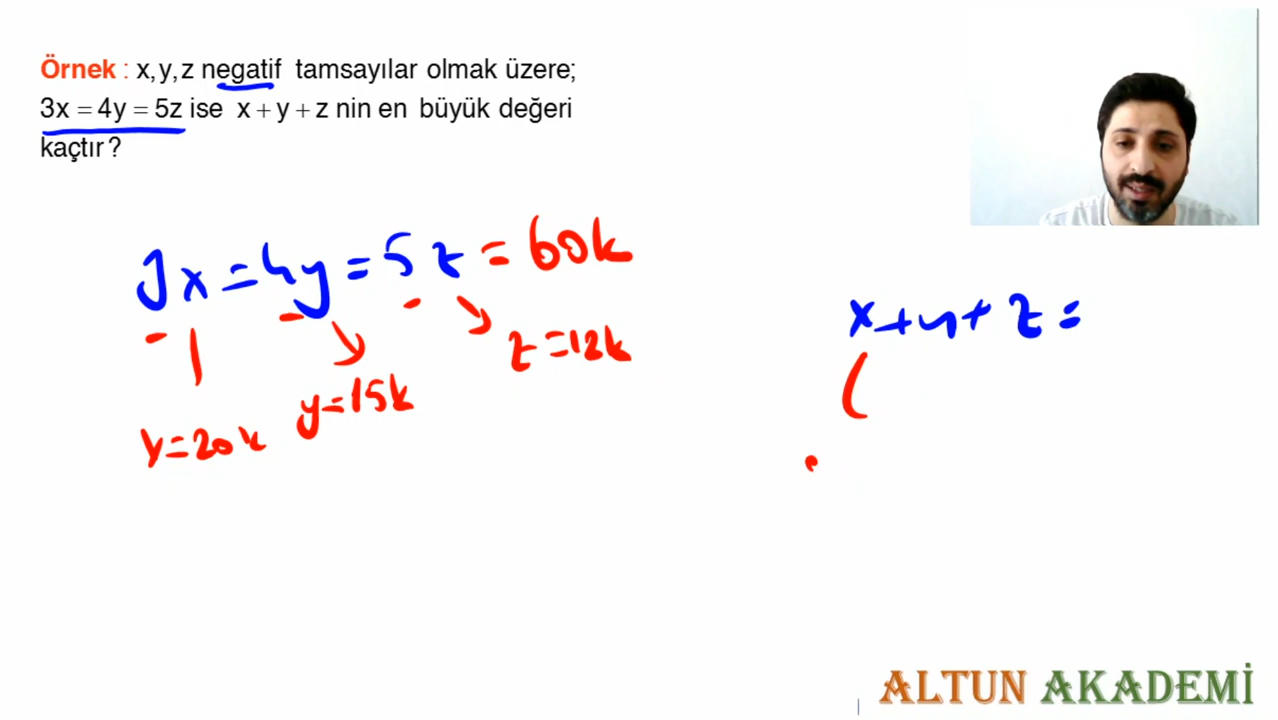 Örnek : x,y,z negatif tamsayılar olmak üzere;
3x = 4y = 5z ise x + y + z nin en büyük değeri
kaçtır ?
3x = 4y = 5z = 60k
x + y + z =
z = 12k
y = 15k
x = 20k
ALTUN AKADEMİ